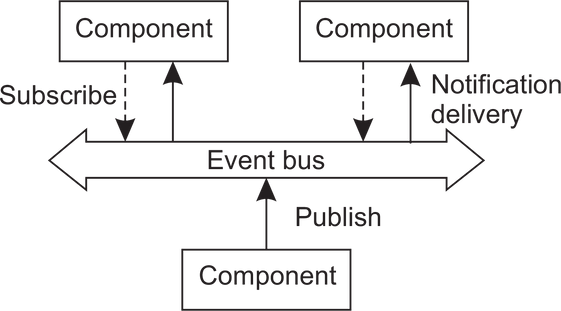 Component
Component
Subscribe
Notification
delivery
Event bus
Publish
Component